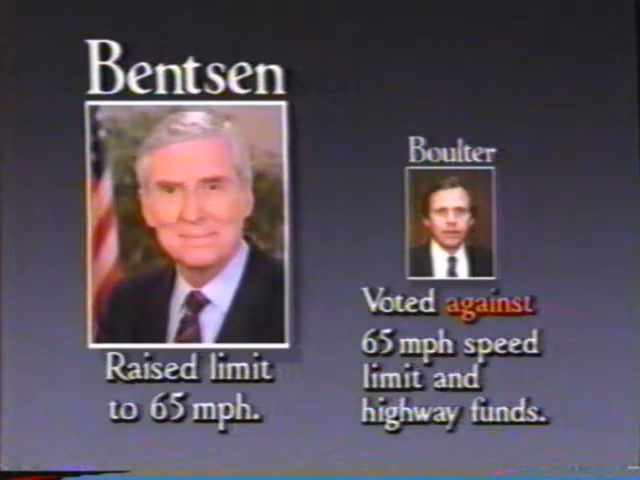 Bentsen
Raised limit
to 65 mph.
Boulter
Voted against
65 mph speed
limit and
highway funds.